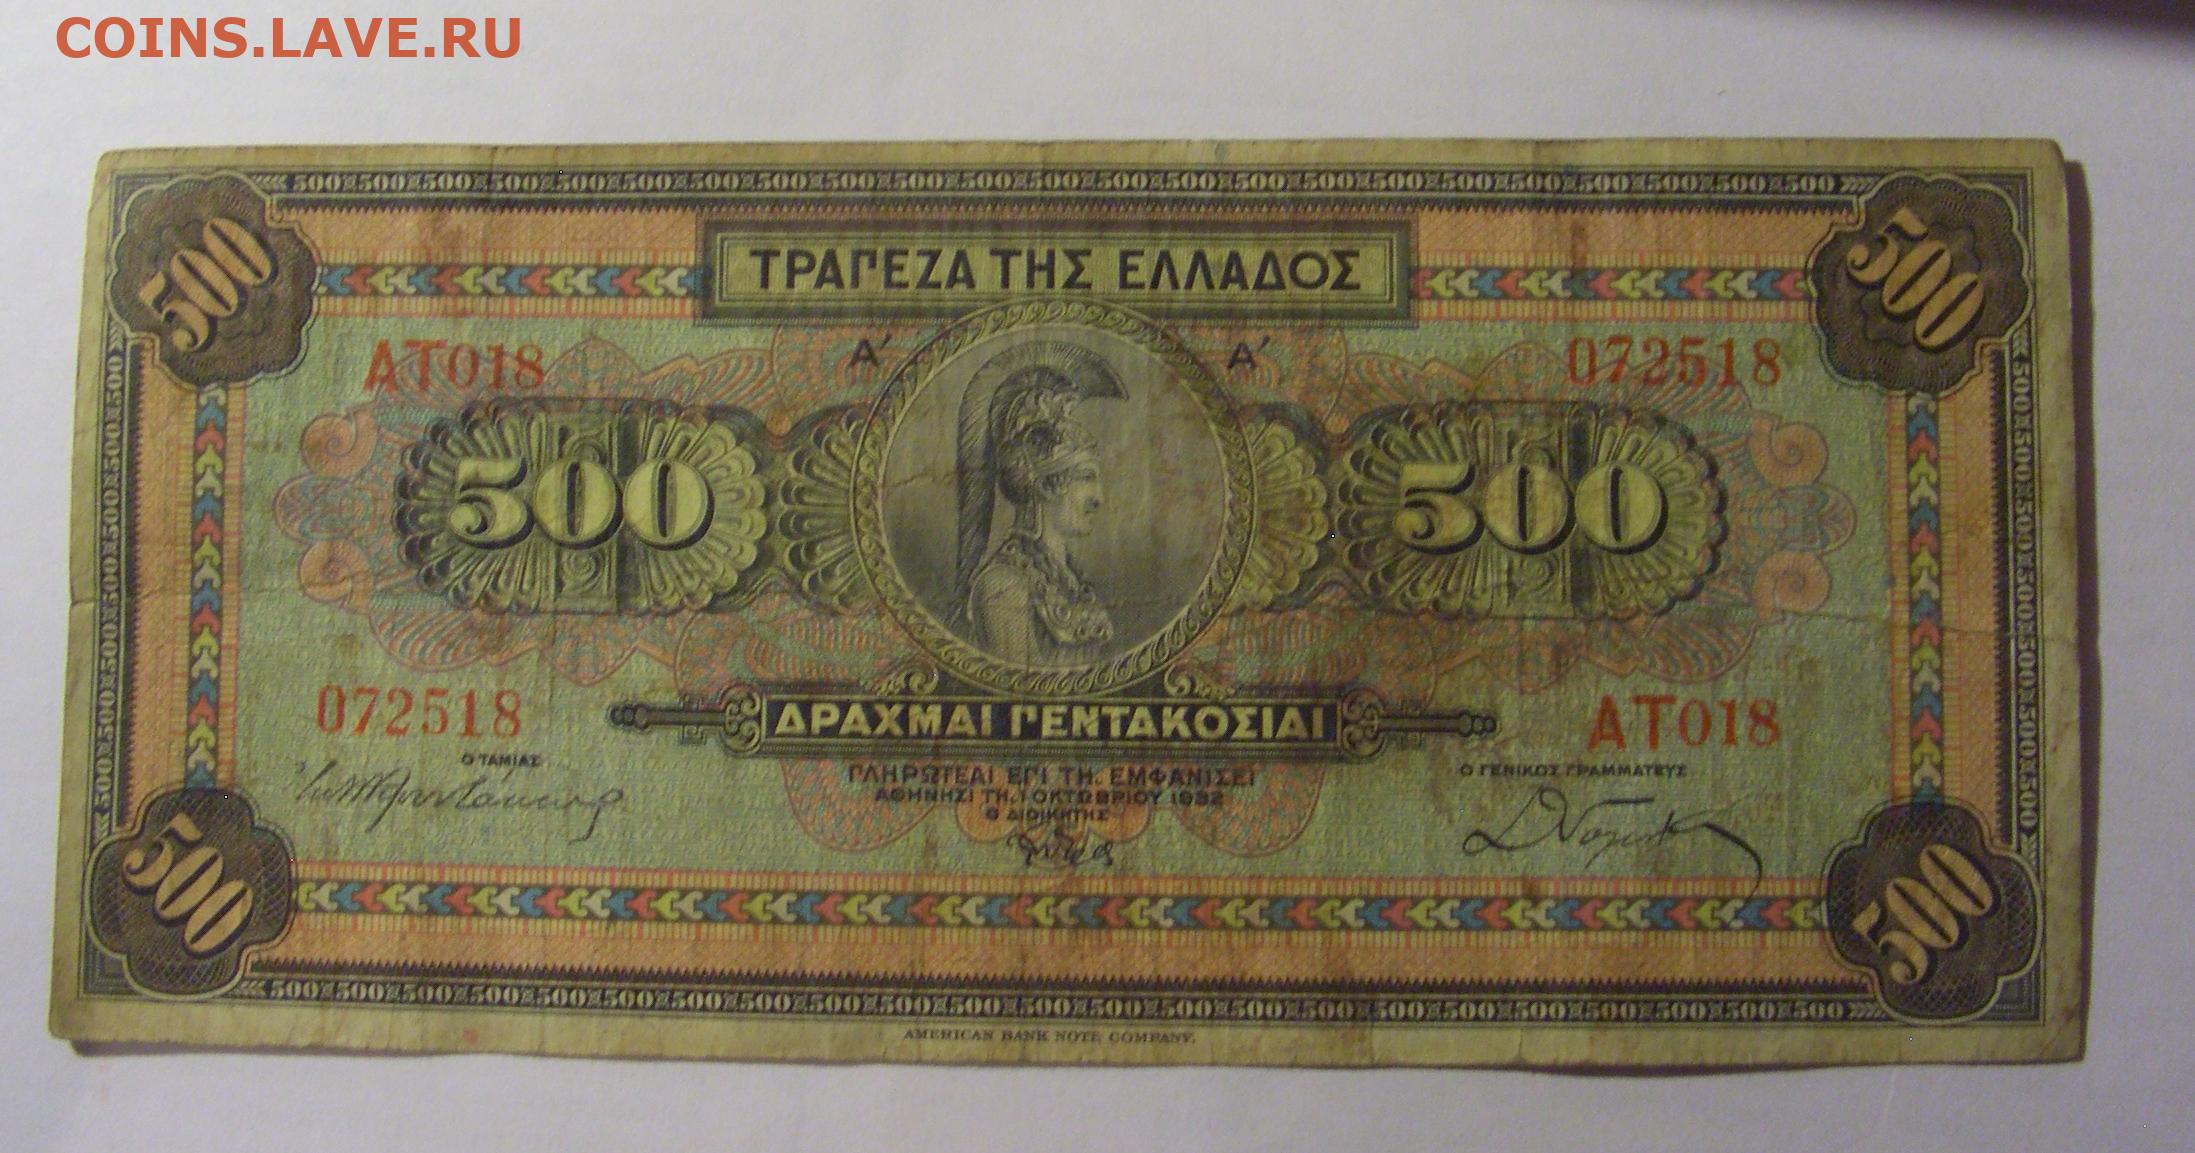 COINS.LAVE.RU
500 500
ΤΡΑΠΕΖΑ ΤΗΣ ΕΛΛΑΔΟΣ
ΑΤ018 Α΄ Α΄ 072518
500 500
072518 ΔΡΑΧΜΑΙ ΠΕΝΤΑΚΟΣΙΑΙ ΑΤ018
Ο ΤΑΜΙΑΣ ΠΛΗΡΩΤΕΑΙ ΕΠΙ ΤΗ. ΕΜΦΑΝΙΣΕΙ Ο ΓΕΝΙΚΟΣ ΓΡΑΜΜΑΤΕΥΣ
ΑΘΗΝΗΣΙ ΤΗ. 1 ΟΚΤΩΒΡΙΟΥ 1932
Ο ΔΙΟΙΚΗΤΗΣ
500 500
AMERICAN BANK NOTE COMPANY.